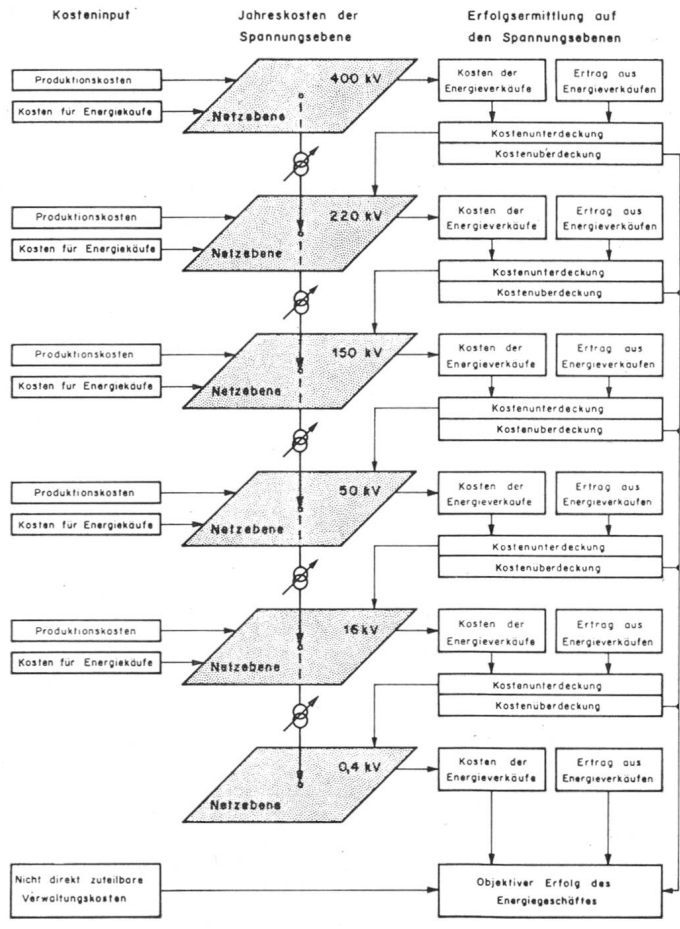 Kosteninput
Jahreskosten der
Spannungsebene
Erfolgsermittlung auf
den Spannungsebenen
Produktionskosten
Kosten für Energiekäufe
400 kV
Netzebene
Kosten der
Energieverkäufe
Ertrag aus
Energieverkäufen
Kostenunterdeckung
Kostenüberdeckung
Produktionskosten
Kosten für Energiekäufe
220 kV
Netzebene
Kosten der
Energieverkäufe
Ertrag aus
Energieverkäufen
Kostenunterdeckung
Kostenüberdeckung
Produktionskosten
Kosten für Energiekäufe
150 kV
Netzebene
Kosten der
Energieverkäufe
Ertrag aus
Energieverkäufen
Kostenunterdeckung
Kostenüberdeckung
Produktionskosten
Kosten für Energiekäufe
50 kV
Netzebene
Kosten der
Energieverkäufe
Ertrag aus
Energieverkäufen
Kostenunterdeckung
Kostenüberdeckung
Produktionskosten
Kosten für Energiekäufe
16 kV
Netzebene
Kosten der
Energieverkäufe
Ertrag aus
Energieverkäufen
Kostenunterdeckung
Kostenüberdeckung
0,4 kV
Netzebene
Kosten der
Energieverkäufe
Ertrag aus
Energieverkäufen
Nicht direkt zuteilbare
Verwaltungskosten
Objektiver Erfolg des
Energiegeschäftes